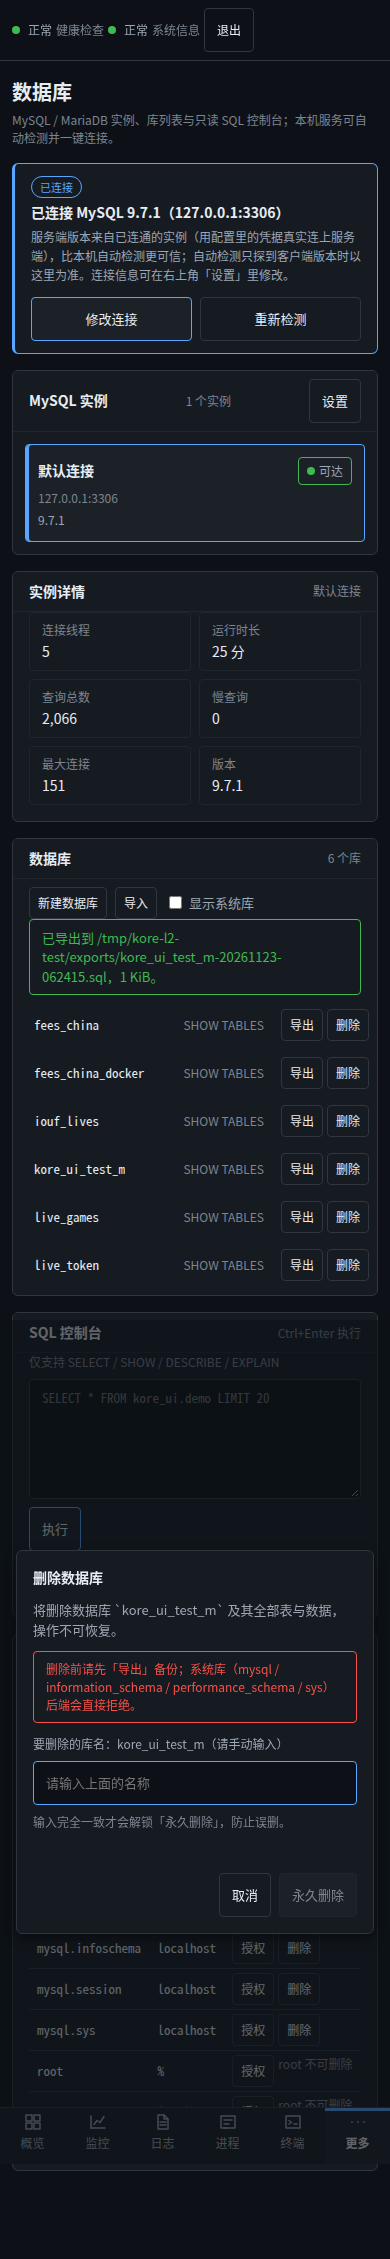 正常 健康检查 正常 系统信息 退出
数据库
MySQL / MariaDB 实例、库列表与只读 SQL 控制台；本机服务可自
动检测并一键连接。
已连接
已连接 MySQL 9.7.1（127.0.0.1:3306）
服务端版本来自已连通的实例（用配置里的凭据真实连上服务
端），比本机自动检测更可信；自动检测只探到客户端版本时以
这里为准。连接信息可在右上角「设置」里修改。
修改连接 重新检测
MySQL 实例 1 个实例 设置
默认连接 可达
127.0.0.1:3306
9.7.1
实例详情 默认连接
连接线程 运行时长
5 25 分
查询总数 慢查询
2,066 0
最大连接 版本
151 9.7.1
数据库 6 个库
新建数据库 导入 显示系统库
已导出到 /tmp/kore-l2-
test/exports/kore_ui_test_m-20261123-
062415.sql，1 KiB。
fees_china SHOW TABLES 导出 删除
fees_china_docker SHOW TABLES 导出 删除
iouf_lives SHOW TABLES 导出 删除
kore_ui_test_m SHOW TABLES 导出 删除
live_games SHOW TABLES 导出 删除
live_token SHOW TABLES 导出 删除
SQL 控制台 Ctrl+Enter 执行
仅支持 SELECT / SHOW / DESCRIBE / EXPLAIN
SELECT * FROM kore_ui.demo LIMIT 20
执行
删除数据库
将删除数据库 `kore_ui_test_m` 及其全部表与数据，
操作不可恢复。
删除前请先「导出」备份；系统库（mysql /
information_schema / performance_schema / sys）
后端会直接拒绝。
要删除的库名：kore_ui_test_m（请手动输入）
请输入上面的名称
输入完全一致才会解锁「永久删除」，防止误删。
取消 永久删除
mysql.infoschema localhost 授权 删除
mysql.session localhost 授权 删除
mysql.sys localhost 授权 删除
root % 授权 root 不可删除
root 不可删除
概览 监控 日志 进程 终端 更多